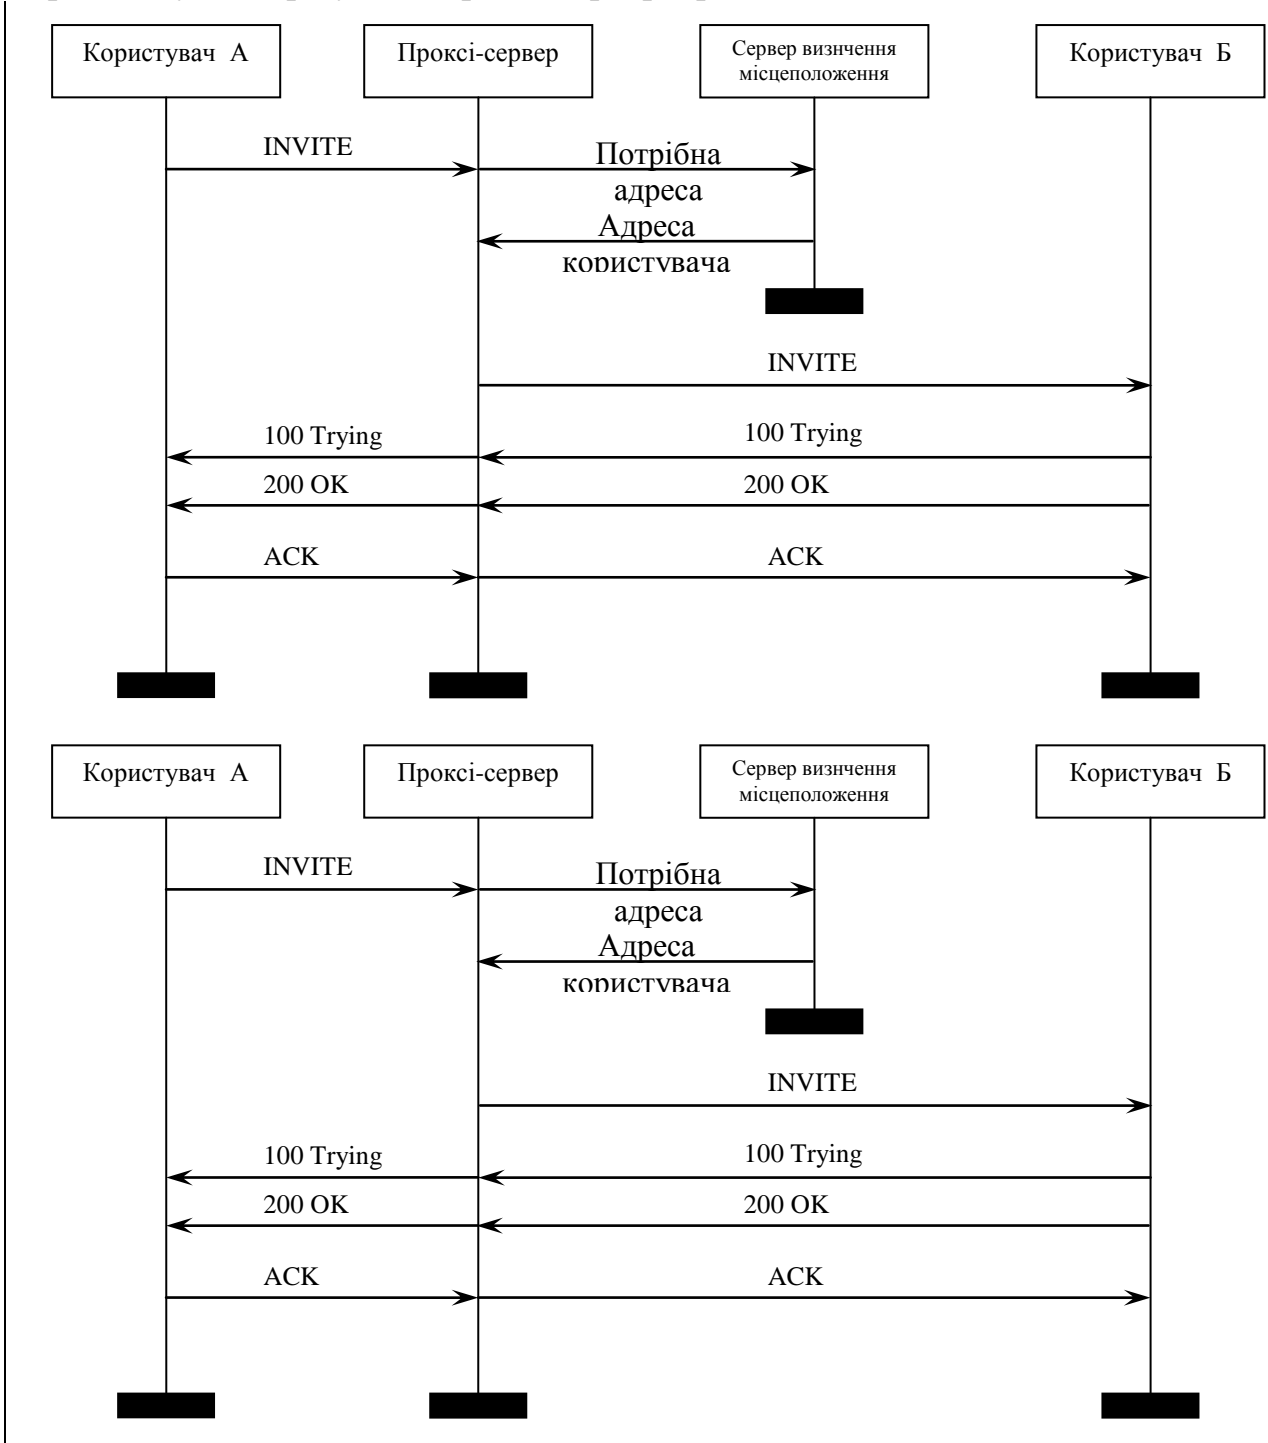 Користувач А
Проксі-сервер
Сервер визнчення
місцеположення
Користувач Б
INVITE
Потрібна
адреса
Адреса
користувача
INVITE
100 Trying
100 Trying
200 OK
200 OK
ACK
ACK
Користувач А
Проксі-сервер
Сервер визнчення
місцеположення
Користувач Б
INVITE
Потрібна
адреса
Адреса
користувача
INVITE
100 Trying
100 Trying
200 OK
200 OK
ACK
ACK